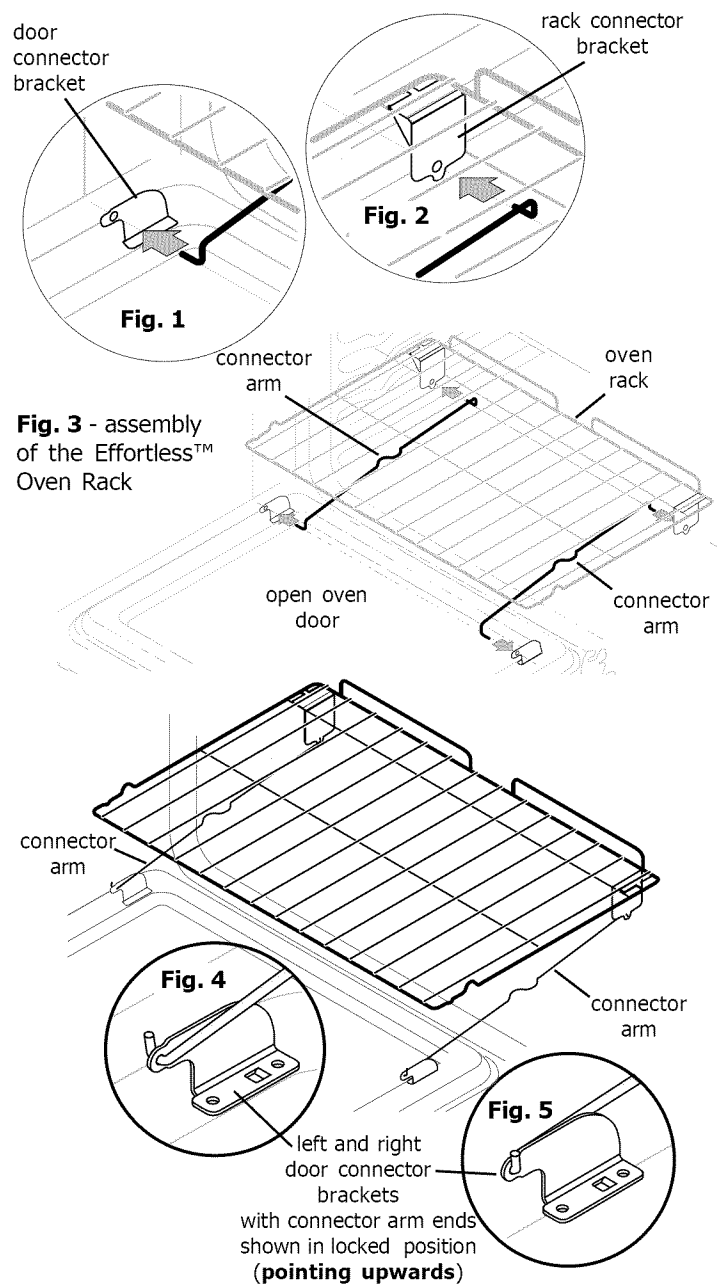 door
connector
bracket
rack connector
bracket
Fig. 2
Fig. 1
connector
arm
oven
rack
Fig. 3 - assembly
of the Effortless™
Oven Rack
open oven
door
connector
arm
connector
arm
Fig. 4
connector
arm
Fig. 5
left and right
door connector
brackets
with connector arm ends
shown in locked position
(pointing upwards)